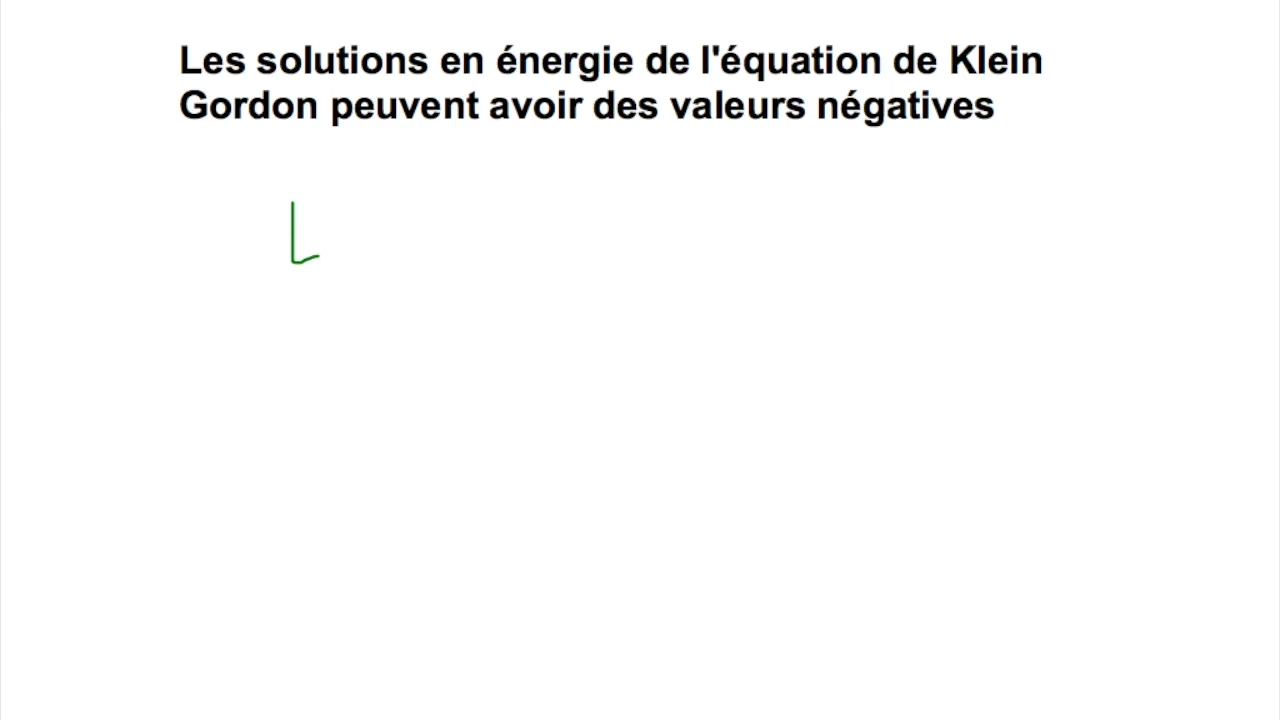 Les solutions en énergie de l'équation de Klein
Gordon peuvent avoir des valeurs négatives